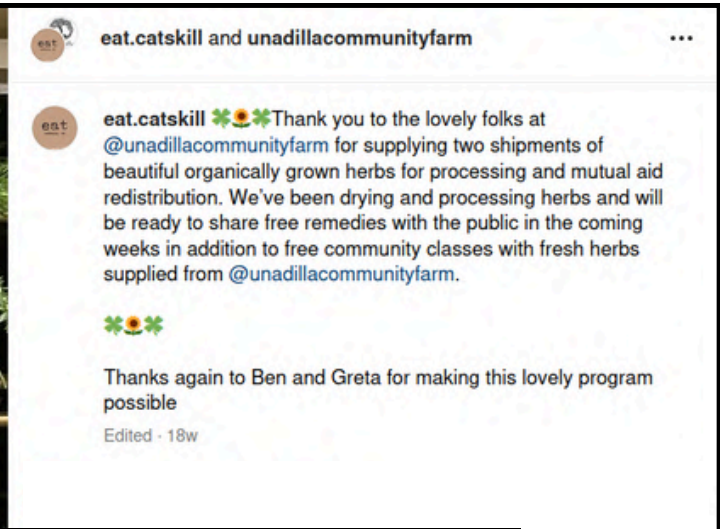 eat.catskill and unadillacommunityfarm
eat
eat
eat.catskill 🍀🌻🍀Thank you to the lovely folks at
@unadillacommunityfarm for supplying two shipments of
beautiful organically grown herbs for processing and mutual aid
redistribution. We've been drying and processing herbs and will
be ready to share free remedies with the public in the coming
weeks in addition to free community classes with fresh herbs
supplied from @unadillacommunityfarm.
🍀🌻🍀
Thanks again to Ben and Greta for making this lovely program
possible
Edited · 18w